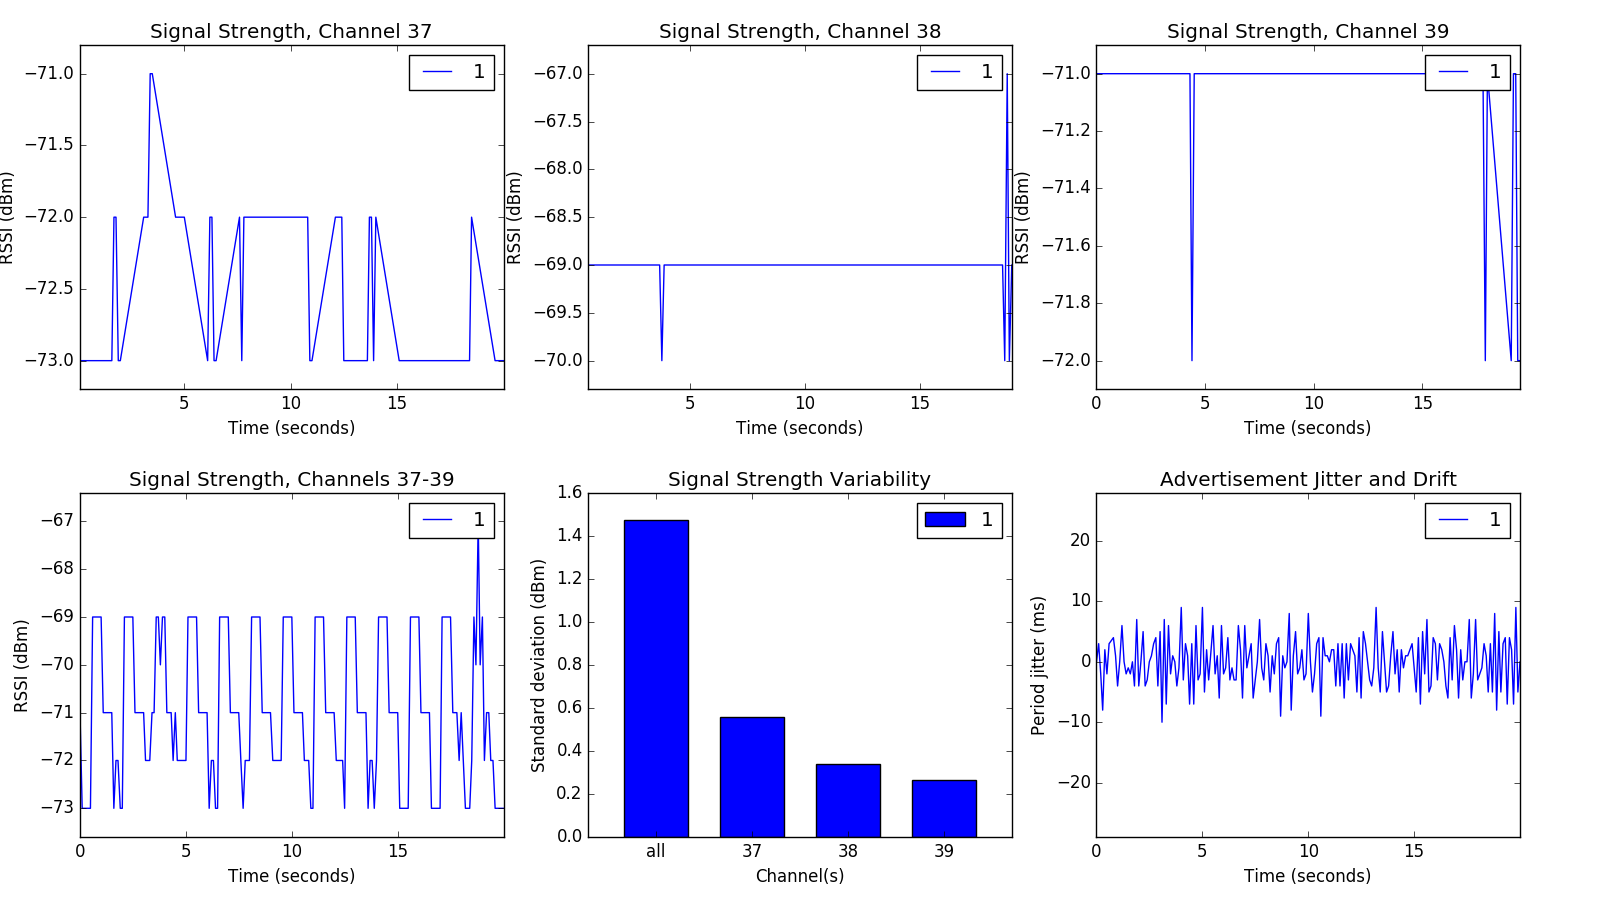 Signal Strength, Channel 37
1
−71.0
−71.5
−72.0
−72.5
−73.0
RSSI (dBm)
5 10 15
Time (seconds)
Signal Strength, Channel 38
1
−67.0
−67.5
−68.0
−68.5
−69.0
−69.5
−70.0
RSSI (dBm)
5 10 15
Time (seconds)
Signal Strength, Channel 39
1
−71.0
−71.2
−71.4
−71.6
−71.8
−72.0
RSSI (dBm)
0 5 10 15
Time (seconds)
Signal Strength, Channels 37-39
1
−67
−68
−69
−70
−71
−72
−73
RSSI (dBm)
0 5 10 15
Time (seconds)
Signal Strength Variability
1
1.6
1.4
1.2
1.0
0.8
0.6
0.4
0.2
0.0
Standard deviation (dBm)
all 37 38 39
Channel(s)
Advertisement Jitter and Drift
1
20
10
0
−10
−20
Period jitter (ms)
0 5 10 15
Time (seconds)